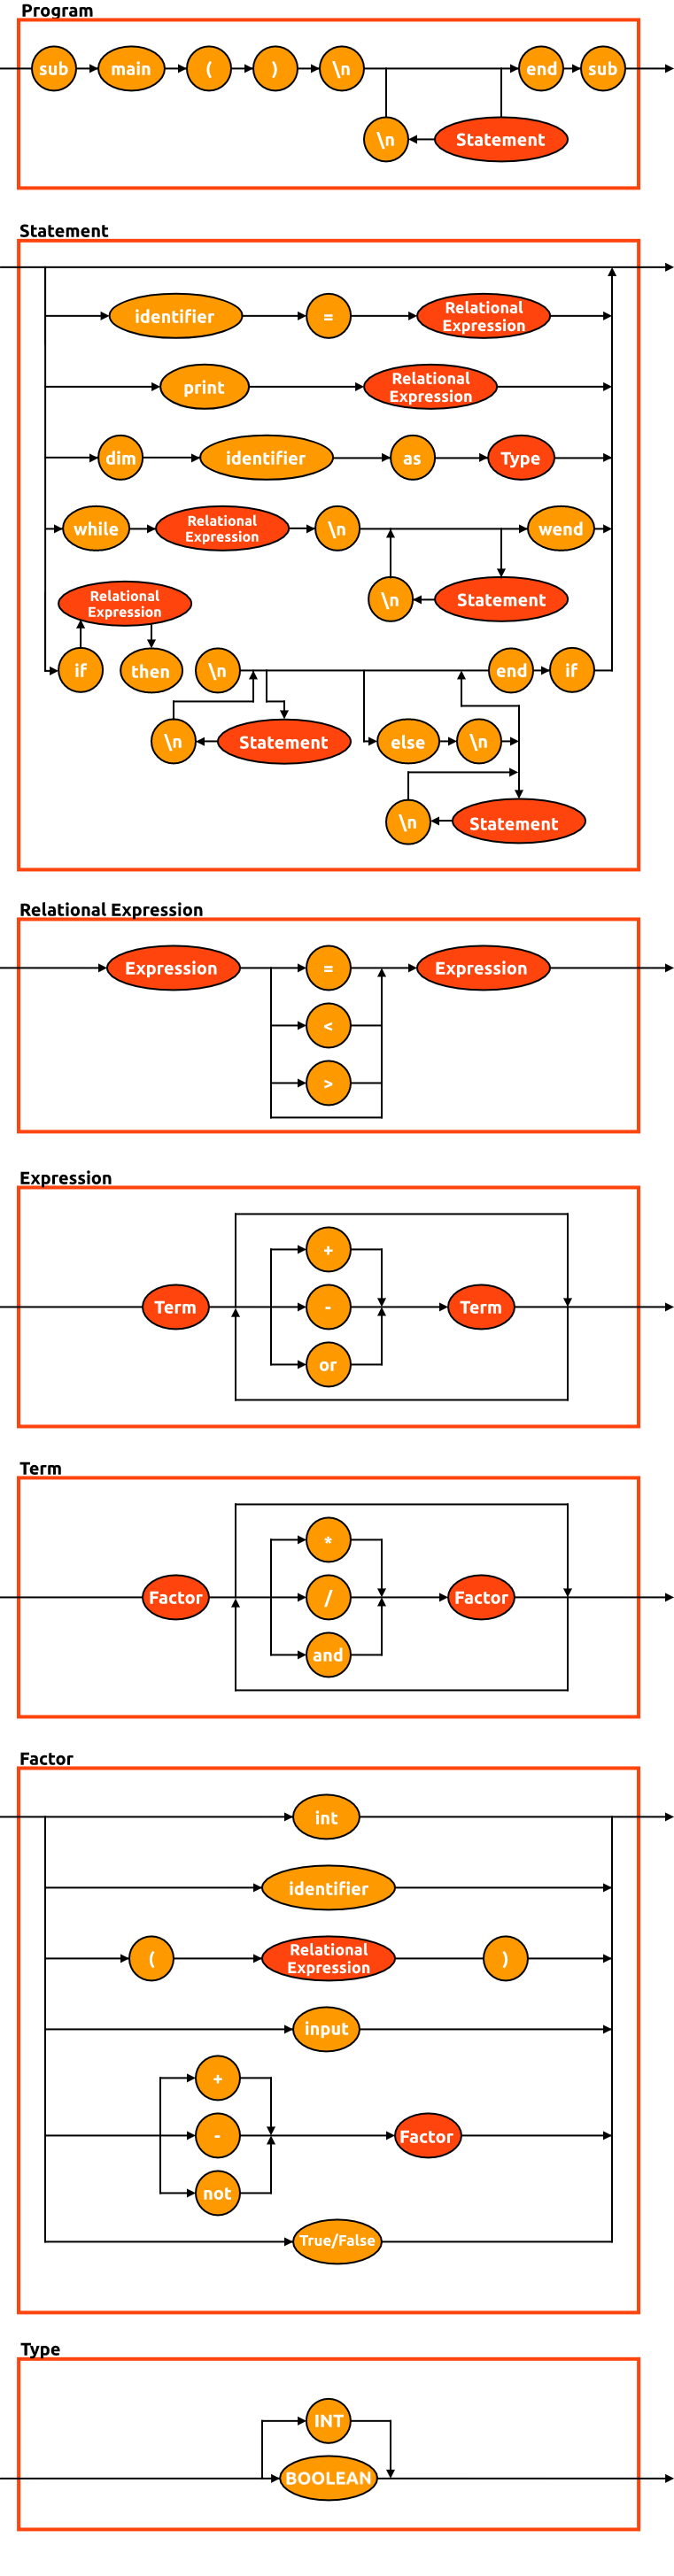 Program
sub main ( ) \n end sub
\n Statement
Statement
identifier = Relational
Expression
print Relational
Expression
dim identifier as Type
while Relational
Expression \n wend
\n Statement
Relational
Expression
if then \n end if
\n Statement else \n
\n Statement
Relational Expression
Expression = Expression
<
>
Expression
+
Term - Term
or
Term
*
Factor / Factor
and
Factor
int
identifier
( Relational
Expression )
input
+
- Factor
not
True/False
Type
INT
BOOLEAN